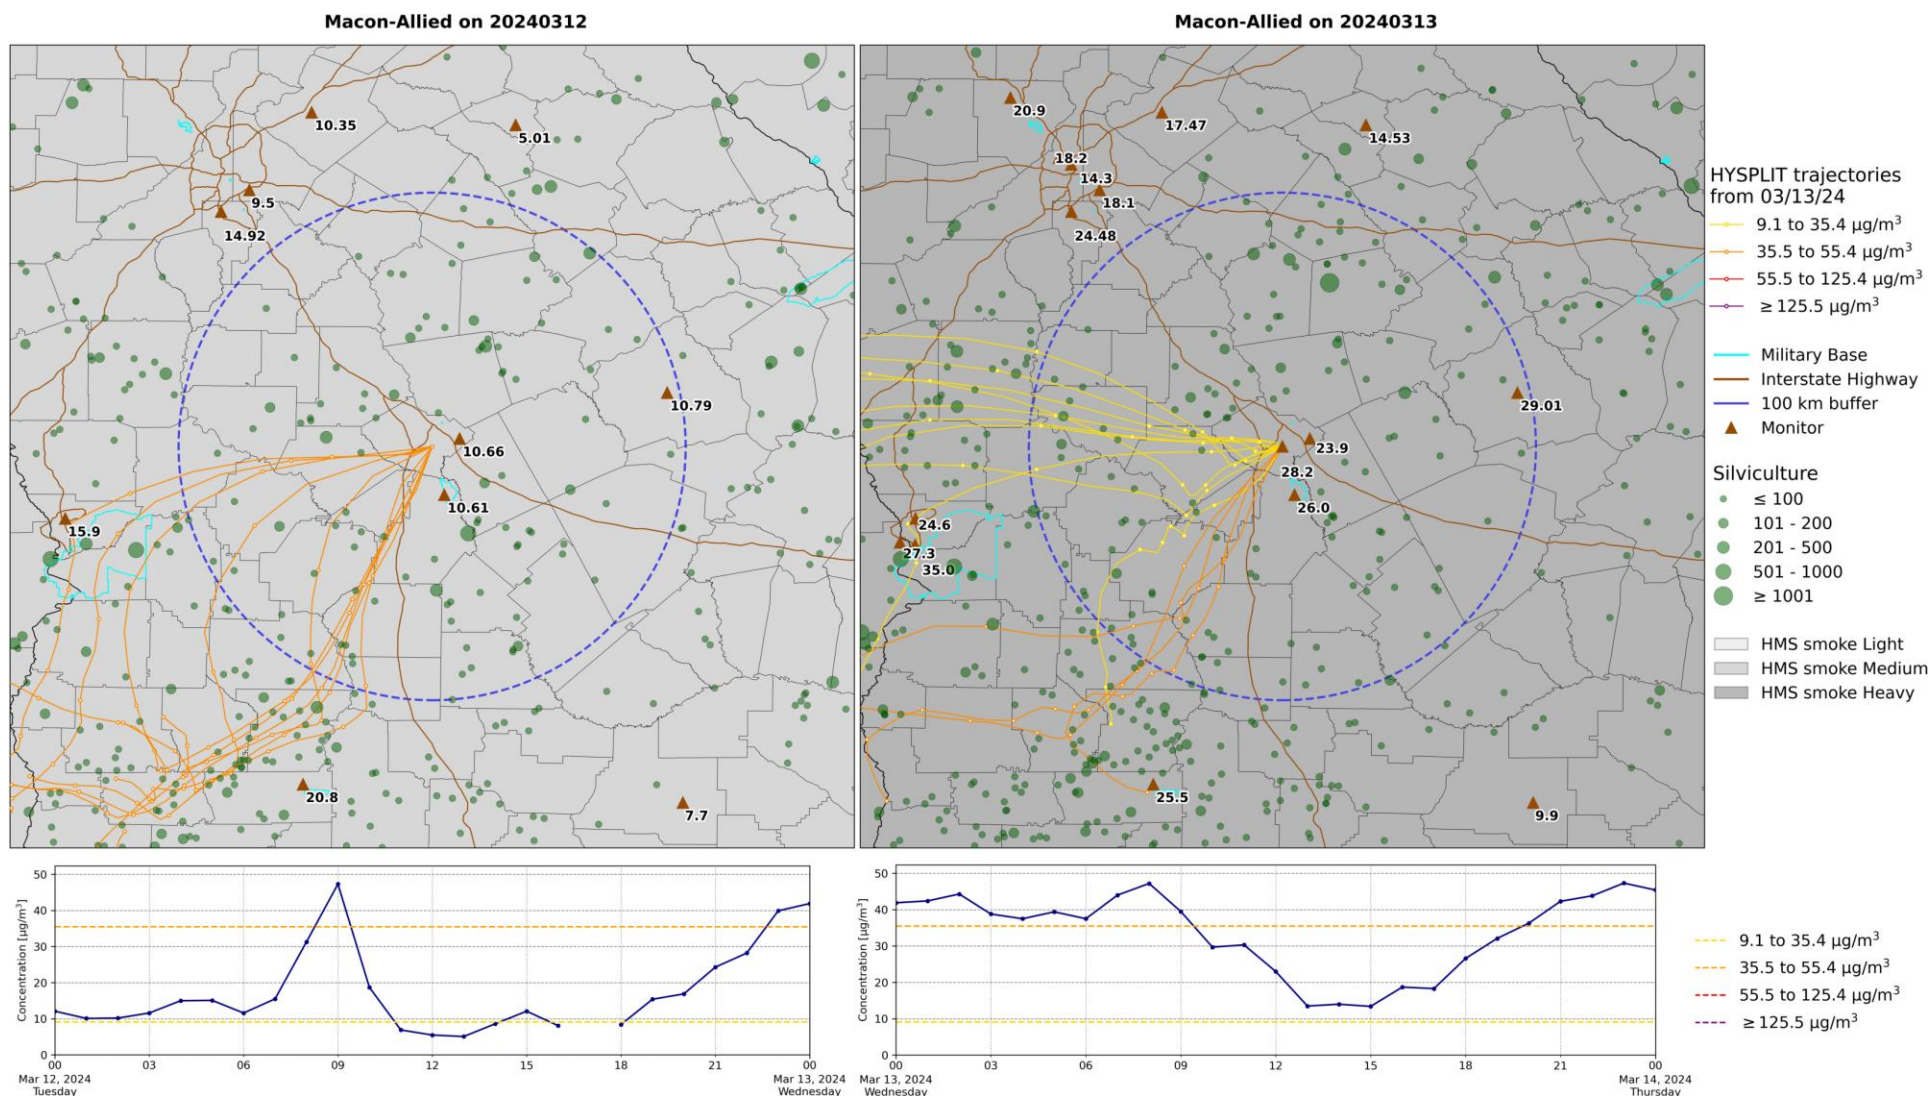 Macon-Allied on 20240312
10.35
5.01
9.5
14.92
10.79
10.66
10.61
15.9
20.8
7.7
Macon-Allied on 20240313
20.9
17.47
14.53
18.2
14.3
18.1
24.48
29.01
23.9
28.2
26.0
24.6
27.3
35.0
25.5
9.9
HYSPLIT trajectories
from 03/13/24
9.1 to 35.4 µg/m³
35.5 to 55.4 µg/m³
55.5 to 125.4 µg/m³
≥ 125.5 µg/m³
Military Base
Interstate Highway
100 km buffer
Monitor
Silviculture
≤ 100
101 - 200
201 - 500
501 - 1000
≥ 1001
HMS smoke Light
HMS smoke Medium
HMS smoke Heavy
Concentration [µg/m³]
50
40
30
20
10
0
00 03 06 09 12 15 18 21 00
Mar 12, 2024 Mar 13, 2024
Tuesday Wednesday
Concentration [µg/m³]
50
40
30
20
10
0
00 03 06 09 12 15 18 21 00
Mar 13, 2024 Mar 14, 2024
Wednesday Thursday
9.1 to 35.4 µg/m³
35.5 to 55.4 µg/m³
55.5 to 125.4 µg/m³
≥ 125.5 µg/m³